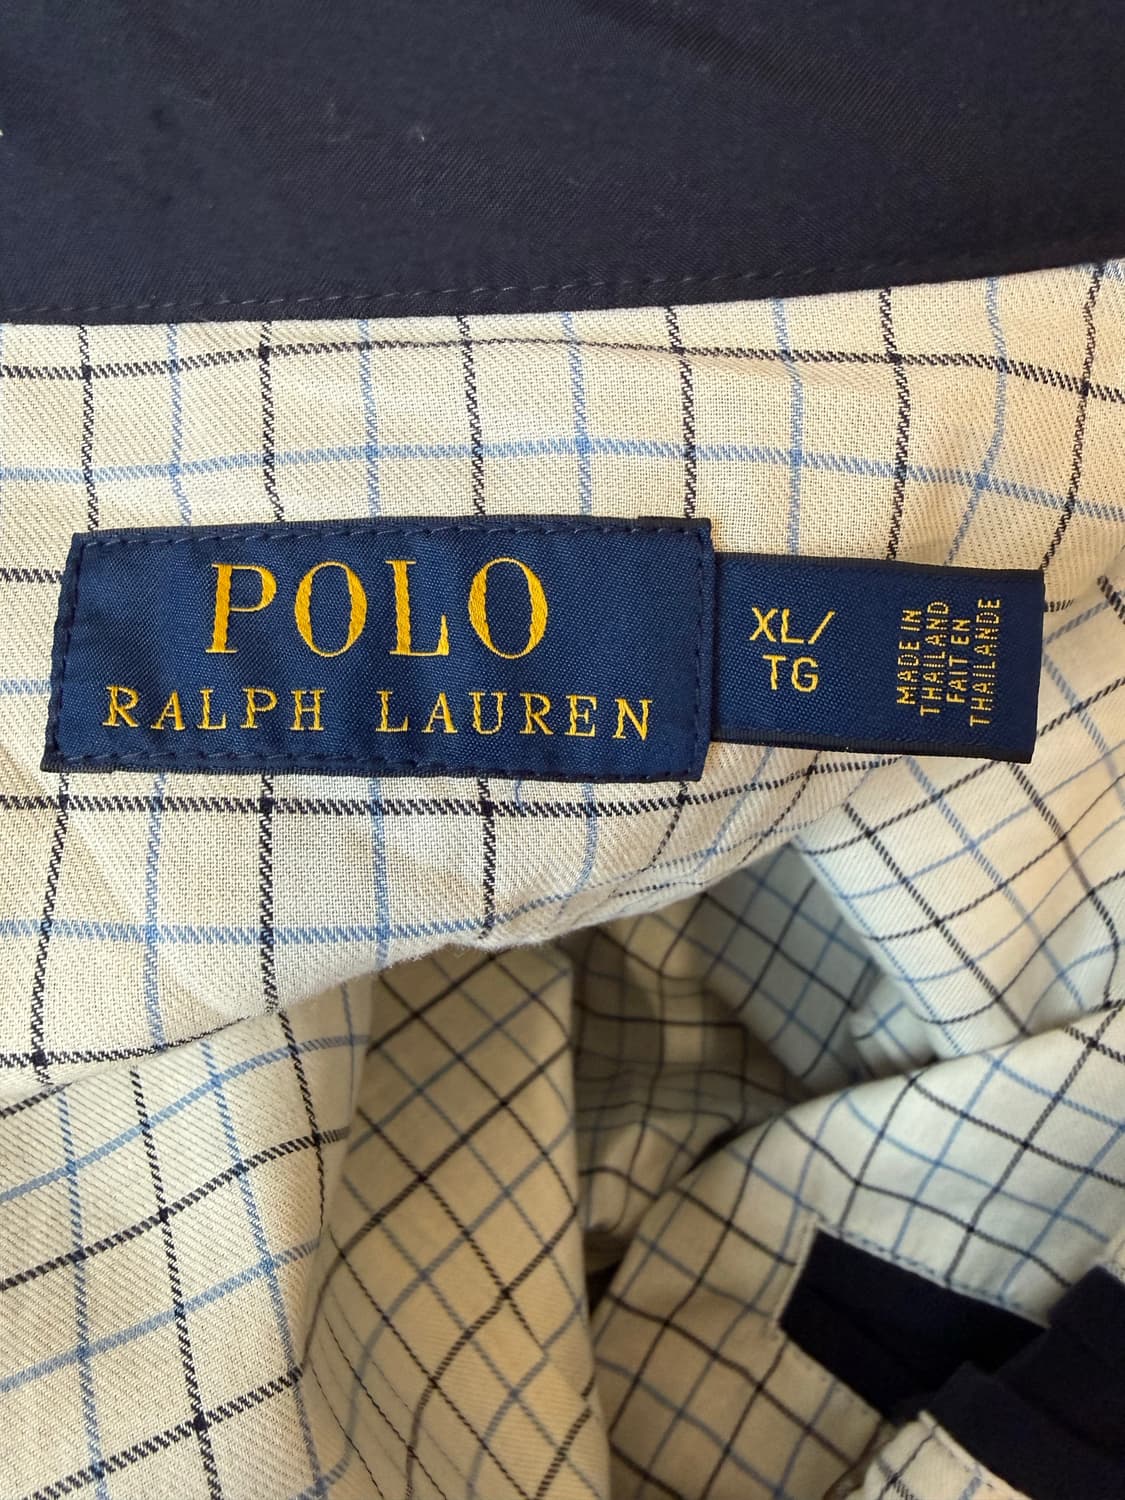 POLO
RALPH LAUREN
XL/
TG
MADE IN
THAILAND
FAIT EN
THAILANDE